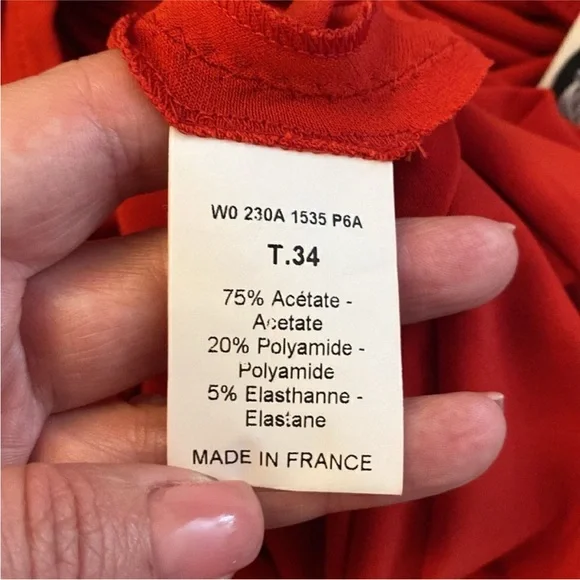 W0 230A 1535 P6A
T.34
75% Acétate -
Acetate
20% Polyamide -
Polyamide
5% Elasthanne -
Elastane
MADE IN FRANCE